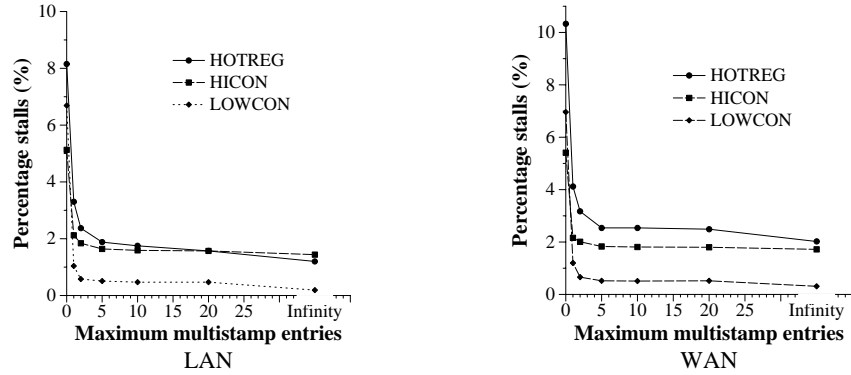 Percentage stalls (%)
10
8
6
4
2
0
HOTREG
HICON
LOWCON
0 5 10 15 20 25 Infinity
Maximum multistamp entries
LAN
Percentage stalls (%)
10
8
6
4
2
0
HOTREG
HICON
LOWCON
0 5 10 15 20 25 Infinity
Maximum multistamp entries
WAN